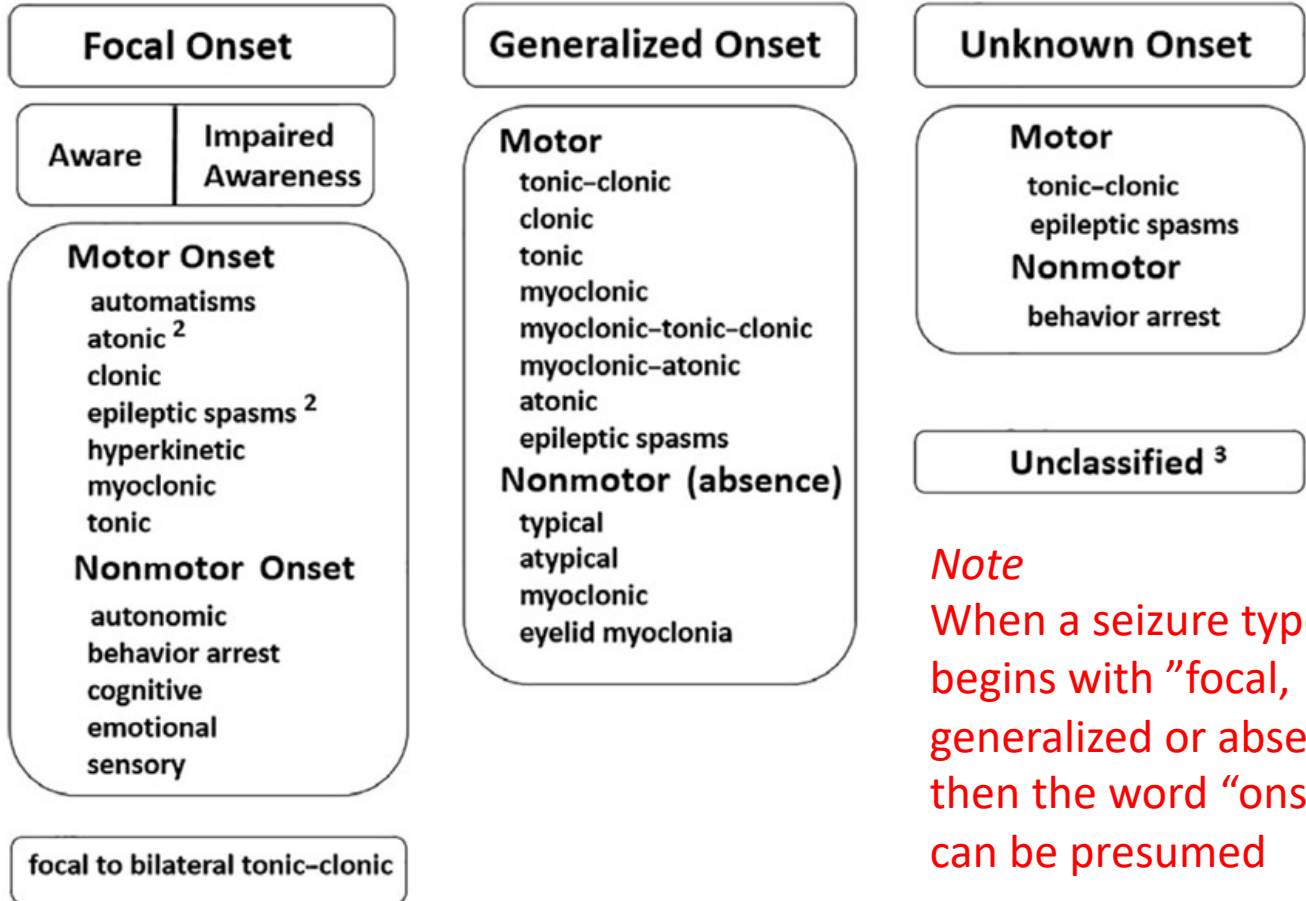 Focal Onset
Aware
Impaired
Awareness
Motor Onset
automatisms
atonic 2
clonic
epileptic spasms 2
hyperkinetic
myoclonic
tonic
Nonmotor Onset
autonomic
behavior arrest
cognitive
emotional
sensory
focal to bilateral tonic–clonic
Generalized Onset
Motor
tonic–clonic
clonic
tonic
myoclonic
myoclonic–tonic–clonic
myoclonic–atonic
atonic
epileptic spasms
Nonmotor (absence)
typical
atypical
myoclonic
eyelid myoclonia
Unknown Onset
Motor
tonic–clonic
epileptic spasms
Nonmotor
behavior arrest
Unclassified 3
Note
When a seizure typ
begins with ”focal,
generalized or abse
then the word “ons
can be presumed